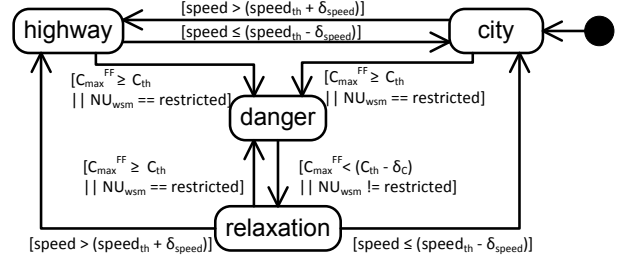 [speed > (speed_th + δ_speed)]
highway
city
[speed ≤ (speed_th - δ_speed)]
[C_max^FF ≥ C_th
|| NU_wsm == restricted]
[C_max^FF ≥ C_th
|| NU_wsm == restricted]
danger
[C_max^FF ≥ C_th
|| NU_wsm == restricted]
[C_max^FF < (C_th - δ_C)
|| NU_wsm != restricted]
relaxation
[speed > (speed_th + δ_speed)]
[speed ≤ (speed_th - δ_speed)]